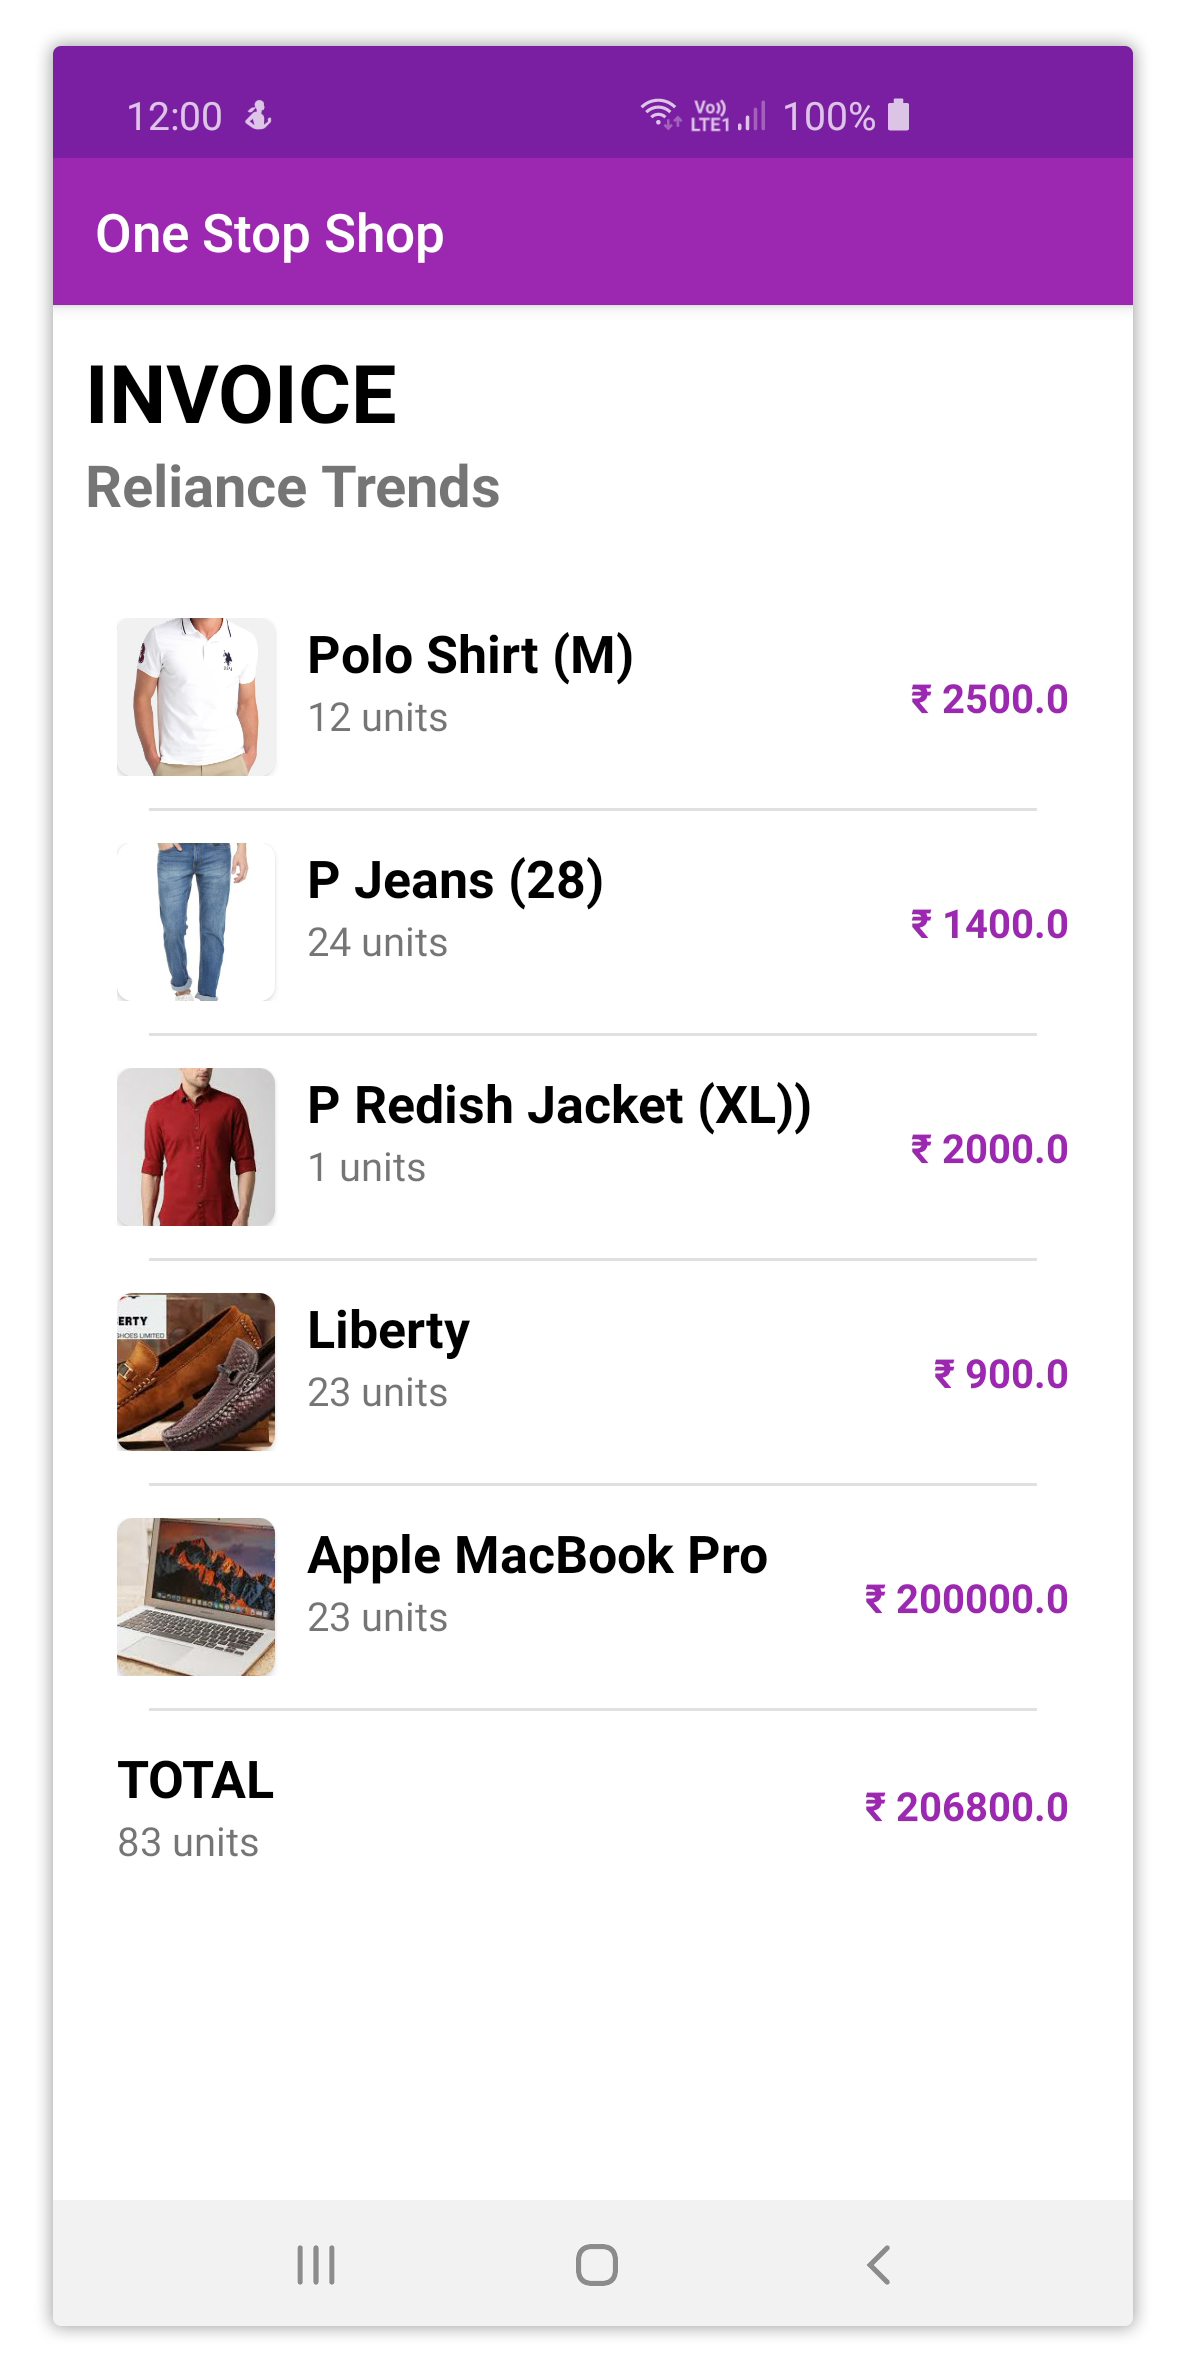 12:00 Vo)) LTE1 100%
One Stop Shop
INVOICE
Reliance Trends
Polo Shirt (M)
12 units
₹ 2500.0
P Jeans (28)
24 units
₹ 1400.0
P Redish Jacket (XL))
1 units
₹ 2000.0
ERTY
SHOES LIMITED
Liberty
23 units
₹ 900.0
Apple MacBook Pro
23 units
₹ 200000.0
TOTAL
83 units
₹ 206800.0